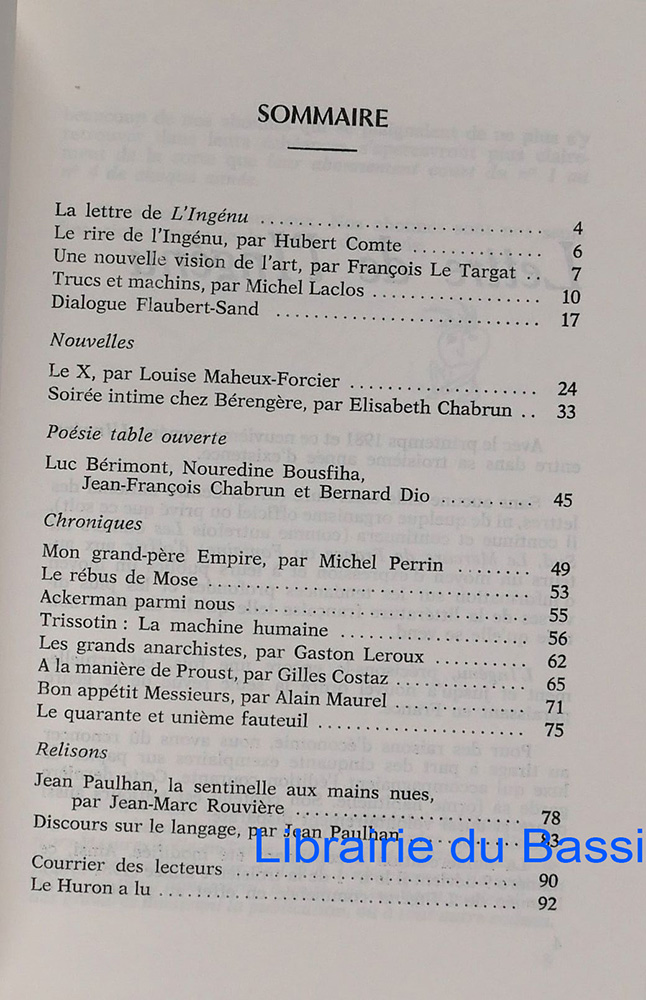 SOMMAIRE
La lettre de L'Ingénu .............................. 4
Le rire de l'Ingénu, par Hubert Comte .............. 6
Une nouvelle vision de l'art, par François Le Targat .. 7
Trucs et machins, par Michel Laclos ................. 10
Dialogue Flaubert-Sand ............................ 17
Nouvelles
Le X, par Louise Maheux-Forcier .................... 24
Soirée intime chez Bérengère, par Elisabeth Chabrun .. 33
Poésie table ouverte
Luc Bérimont, Nouredine Bousfiha,
Jean-François Chabrun et Bernard Dio .......... 45
Chroniques
Mon grand-père Empire, par Michel Perrin ........ 49
Le rébus de Mose .................................. 53
Ackerman parmi nous .............................. 55
Trissotin : La machine humaine .................... 56
Les grands anarchistes, par Gaston Leroux .......... 62
A la manière de Proust, par Gilles Costaz ............ 65
Bon appétit Messieurs, par Alain Maurel ............ 71
Le quarante et unième fauteuil ..................... 75
Relisons
Jean Paulhan, la sentinelle aux mains nues,
par Jean-Marc Rouvière ....................... 78
Discours sur le langage, par Jean Paulhan ............ 83
Librairie du Bassi
Courrier des lecteurs .............................. 90
Le Huron a lu .................................... 92